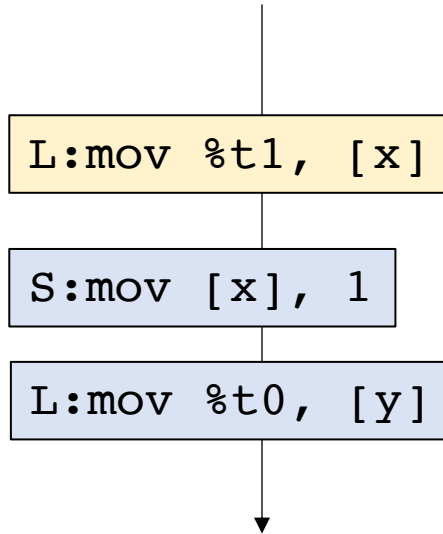 L:mov %t1, [x]
S:mov [x], 1
L:mov %t0, [y]